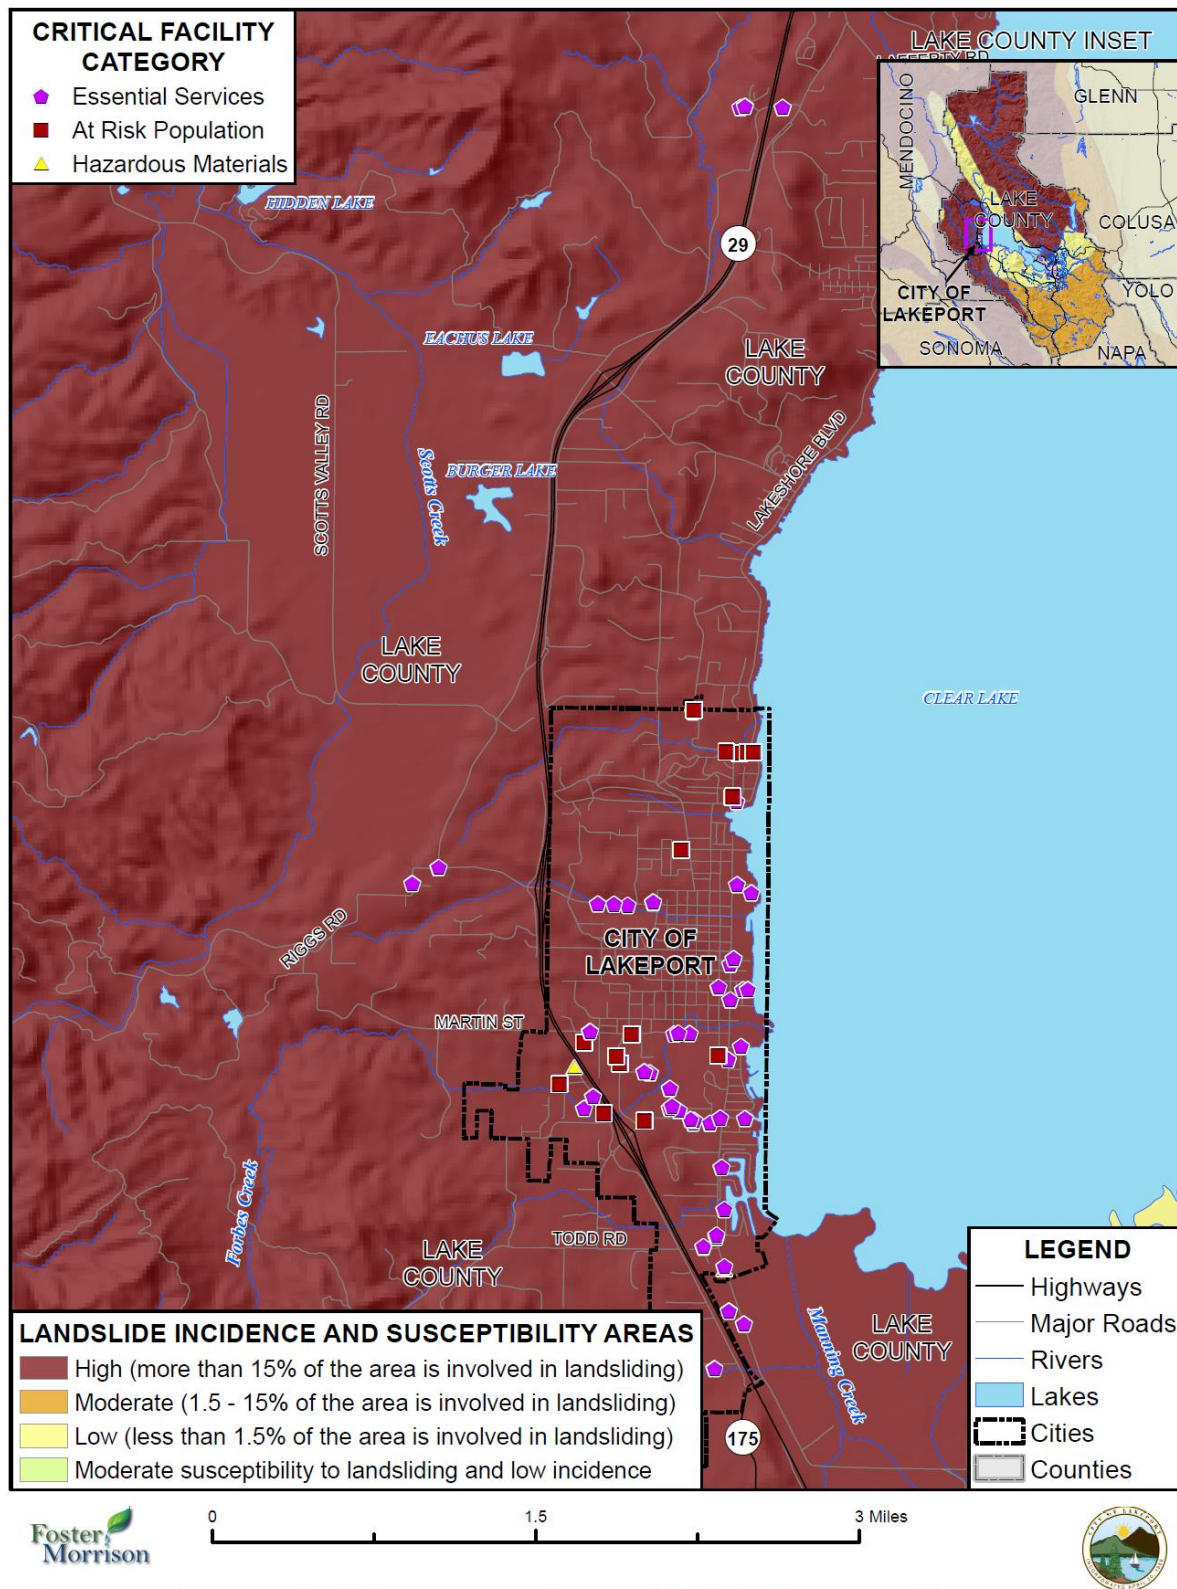 CRITICAL FACILITY
CATEGORY
Essential Services
At Risk Population
Hazardous Materials
LAKE COUNTY INSET
LAFFERTY RD
MENDOCINO
GLENN
LAKE
COUNTY
COLUSA
CITY OF
LAKEPORT
YOLO
SONOMA
NAPA
HIDDEN LAKE
29
EACHUS LAKE
LAKE
COUNTY
SCOTTS VALLEY RD
Scotts Creek
BURGER LAKE
LAKESHORE BLVD
LAKE
COUNTY
CLEAR LAKE
RIGGS RD
CITY OF
LAKEPORT
MARTIN ST
Forbes Creek
TODD RD
LAKE
COUNTY
Manning Creek
LAKE
COUNTY
175
LEGEND
Highways
Major Roads
Rivers
Lakes
Cities
Counties
LANDSLIDE INCIDENCE AND SUSCEPTIBILITY AREAS
High (more than 15% of the area is involved in landsliding)
Moderate (1.5 - 15% of the area is involved in landsliding)
Low (less than 1.5% of the area is involved in landsliding)
Moderate susceptibility to landsliding and low incidence
Foster
Morrison
0 1.5 3 Miles
CITY OF LAKEPORT